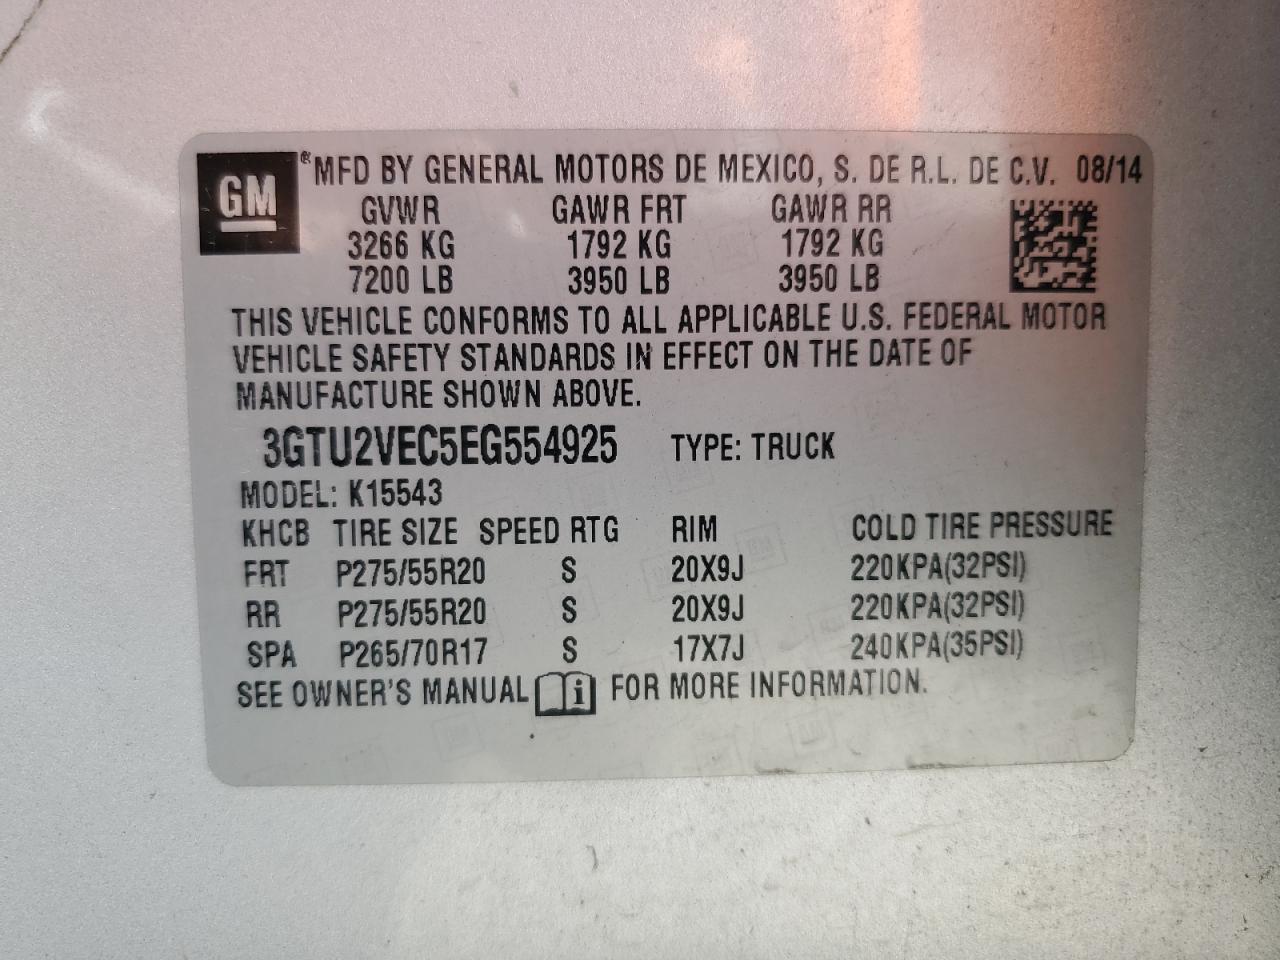 GM ® MFD BY GENERAL MOTORS DE MEXICO, S. DE R.L. DE C.V. 08/14
GVWR GAWR FRT GAWR RR
3266 KG 1792 KG 1792 KG
7200 LB 3950 LB 3950 LB
THIS VEHICLE CONFORMS TO ALL APPLICABLE U.S. FEDERAL MOTOR
VEHICLE SAFETY STANDARDS IN EFFECT ON THE DATE OF
MANUFACTURE SHOWN ABOVE.
3GTU2VEC5EG554925 TYPE: TRUCK
MODEL: K15543
KHCB TIRE SIZE SPEED RTG RIM COLD TIRE PRESSURE
FRT P275/55R20 S 20X9J 220KPA(32PSI)
RR P275/55R20 S 20X9J 220KPA(32PSI)
SPA P265/70R17 S 17X7J 240KPA(35PSI)
SEE OWNER'S MANUAL i FOR MORE INFORMATION.